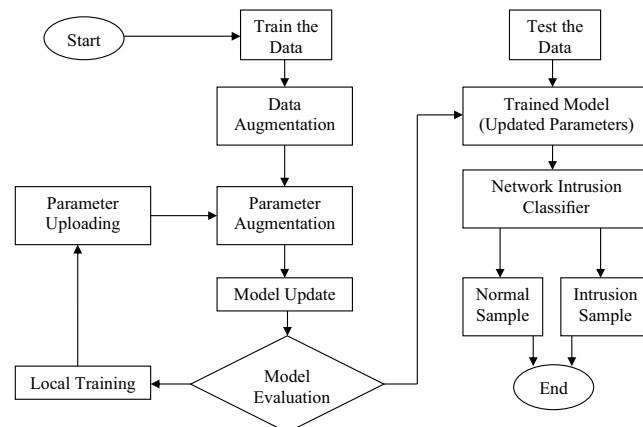 Start
Train the
Data
Data
Augmentation
Parameter
Uploading
Parameter
Augmentation
Model Update
Local Training
Model
Evaluation
Test the
Data
Trained Model
(Updated Parameters)
Network Intrusion
Classifier
Normal
Sample
Intrusion
Sample
End